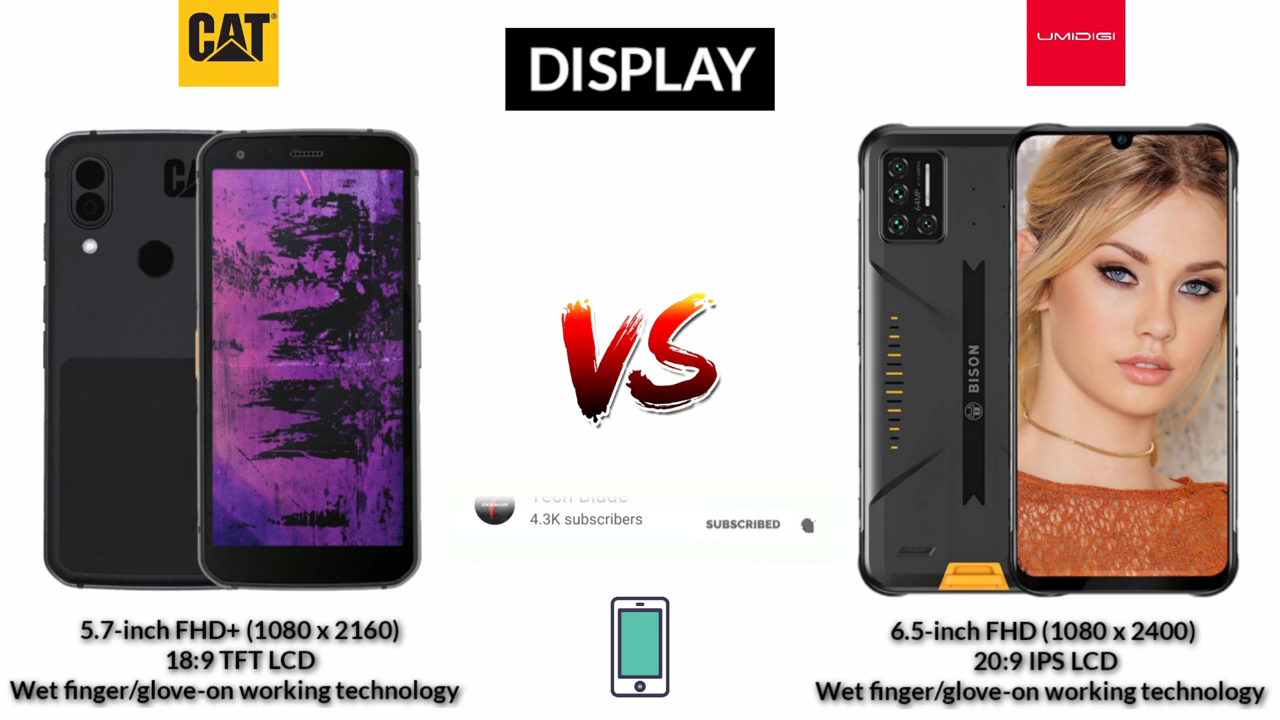 CAT
DISPLAY
UMIDIGI
CAT
64MP
BISON
VS
Tech Blade
4.3K subscribers
SUBSCRIBED
5.7-inch FHD+ (1080 x 2160)
18:9 TFT LCD
Wet finger/glove-on working technology
6.5-inch FHD (1080 x 2400)
20:9 IPS LCD
Wet finger/glove-on working technology